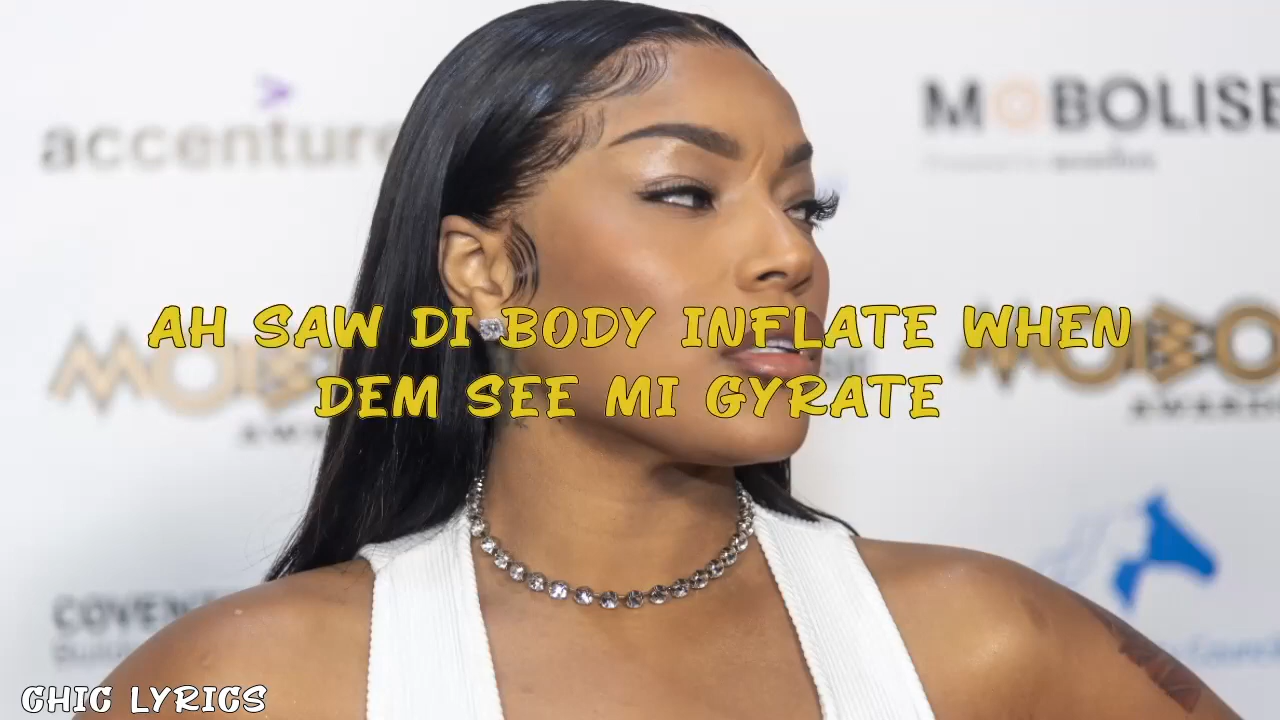 accenture
MOBOLISE
AH SAW DI BODY INFLATE WHEN
DEM SEE MI GYRATE
CHIC LYRICS